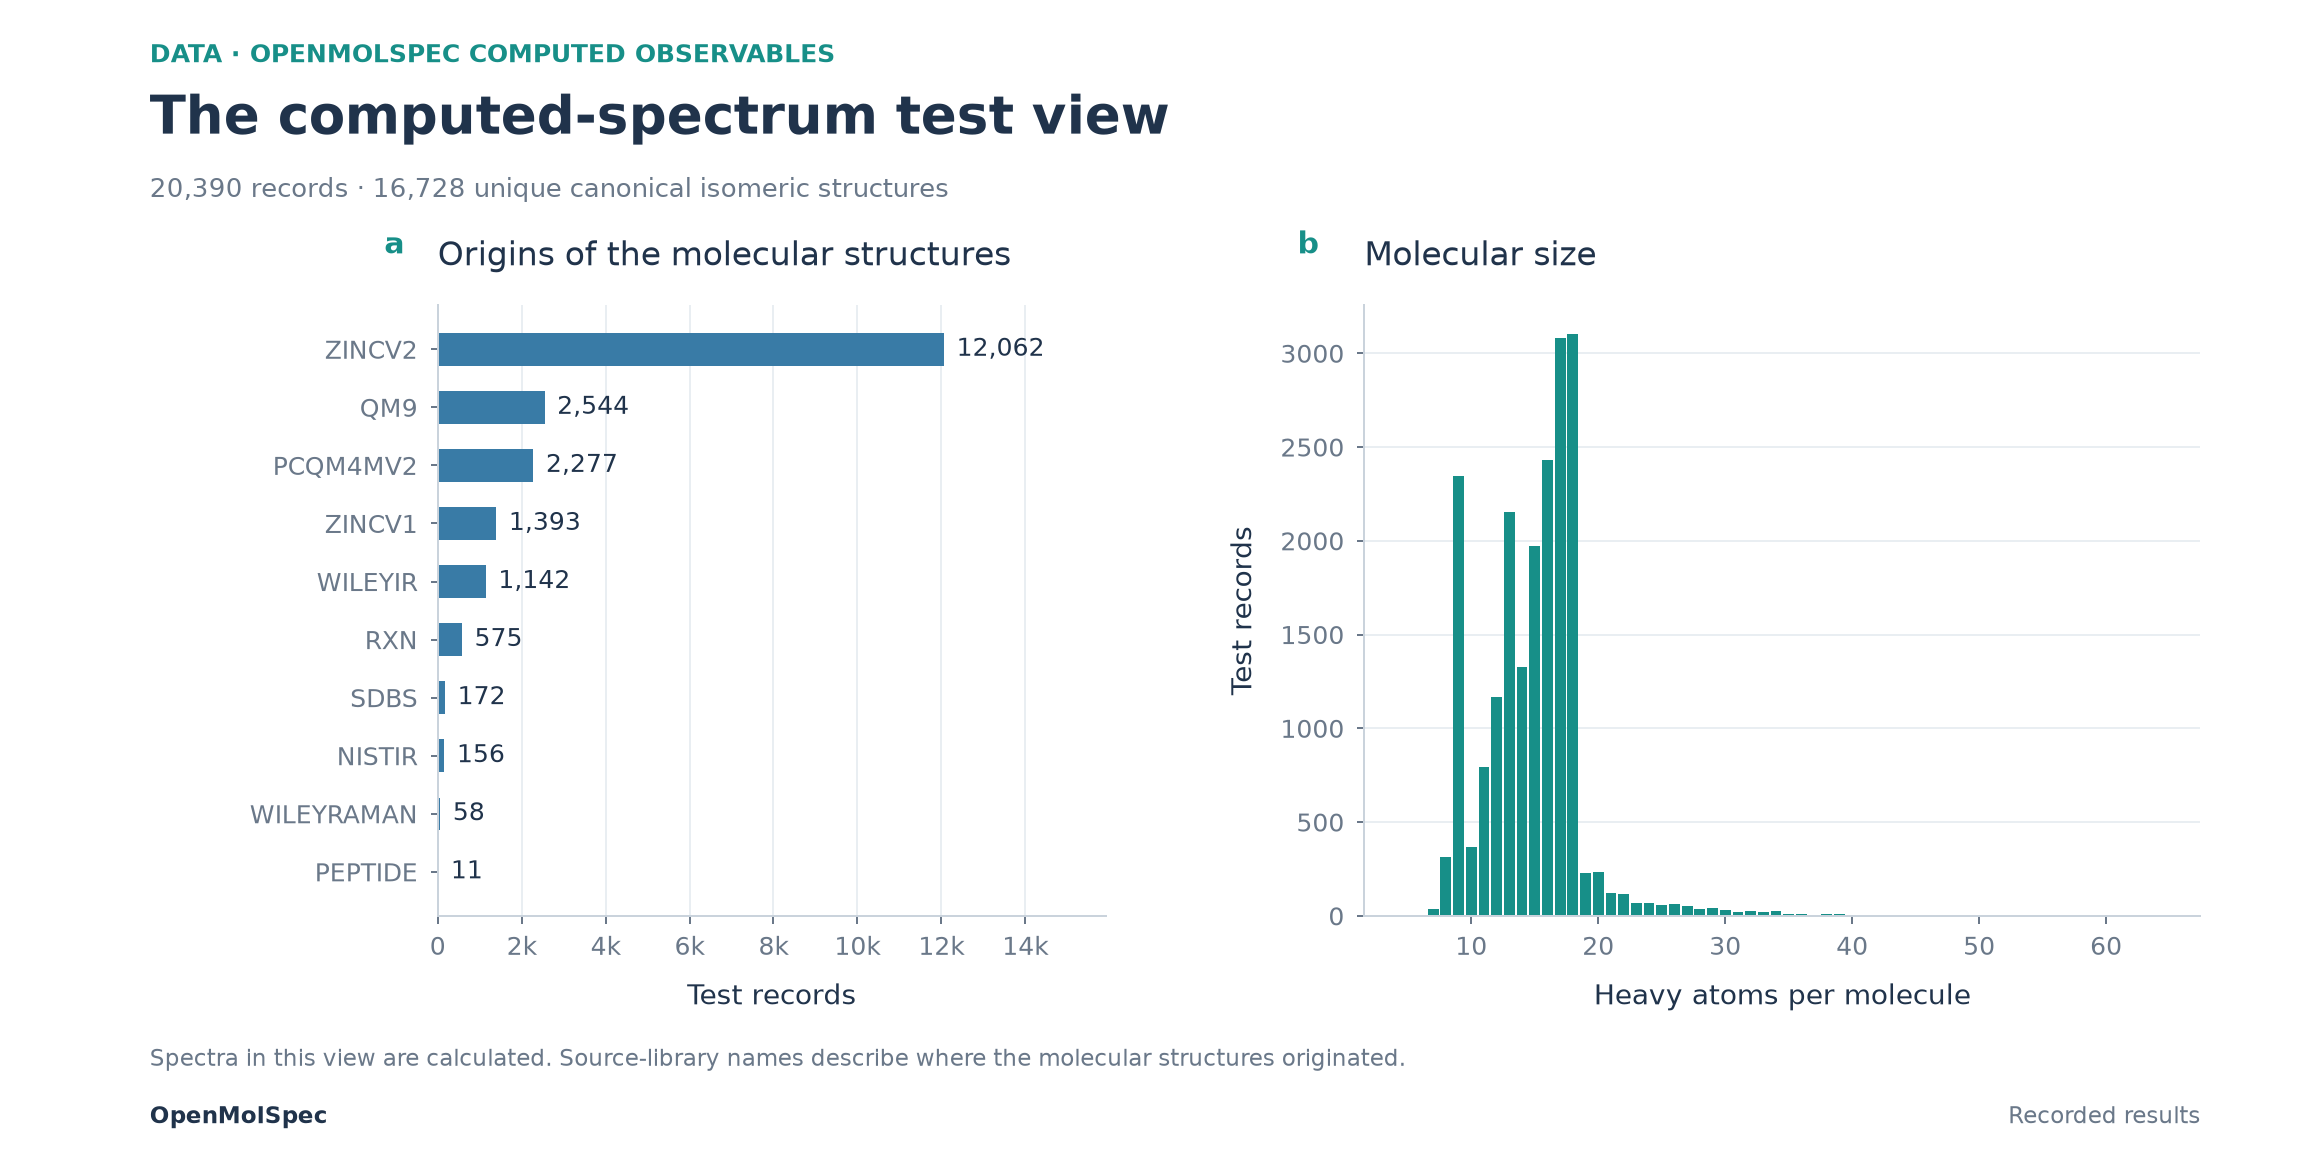 DATA · OPENMOLSPEC COMPUTED OBSERVABLES
The computed-spectrum test view
20,390 records · 16,728 unique canonical isomeric structures
a Origins of the molecular structures
ZINCV2 12,062
QM9 2,544
PCQM4MV2 2,277
ZINCV1 1,393
WILEYIR 1,142
RXN 575
SDBS 172
NISTIR 156
WILEYRAMAN 58
PEPTIDE 11
0 2k 4k 6k 8k 10k 12k 14k
Test records
b Molecular size
Test records
3000
2500
2000
1500
1000
500
0
10 20 30 40 50 60
Heavy atoms per molecule
Spectra in this view are calculated. Source-library names describe where the molecular structures originated.
OpenMolSpec
Recorded results